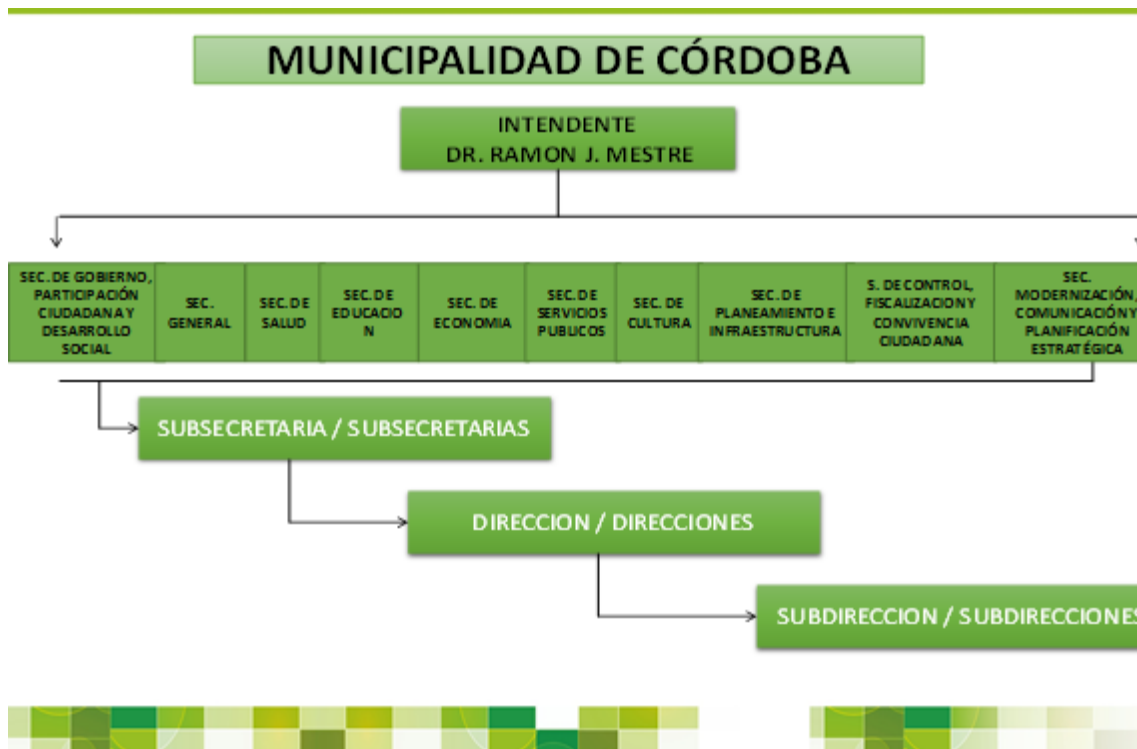 MUNICIPALIDAD DE CÓRDOBA
INTENDENTE
DR. RAMON J. MESTRE
SEC. DE GOBIERNO,
PARTICIPACIÓN
CIUDADANA Y
DESARROLLO
SOCIAL
SEC.
GENERAL
SEC. DE
SALUD
SEC. DE
EDUCACIO
N
SEC. DE
ECONOMIA
SEC. DE
SERVICIOS
PUBLICOS
SEC. DE
CULTURA
SEC. DE
PLANEAMIENTO E
INFRAESTRUCTURA
S. DE CONTROL,
FISCALIZACION Y
CONVIVENCIA
CIUDADANA
SEC.
MODERNIZACIÓN,
COMUNICACIÓN Y
PLANIFICACIÓN
ESTRATÉGICA
SUBSECRETARIA / SUBSECRETARIAS
DIRECCION / DIRECCIONES
SUBDIRECCION / SUBDIRECCIONES